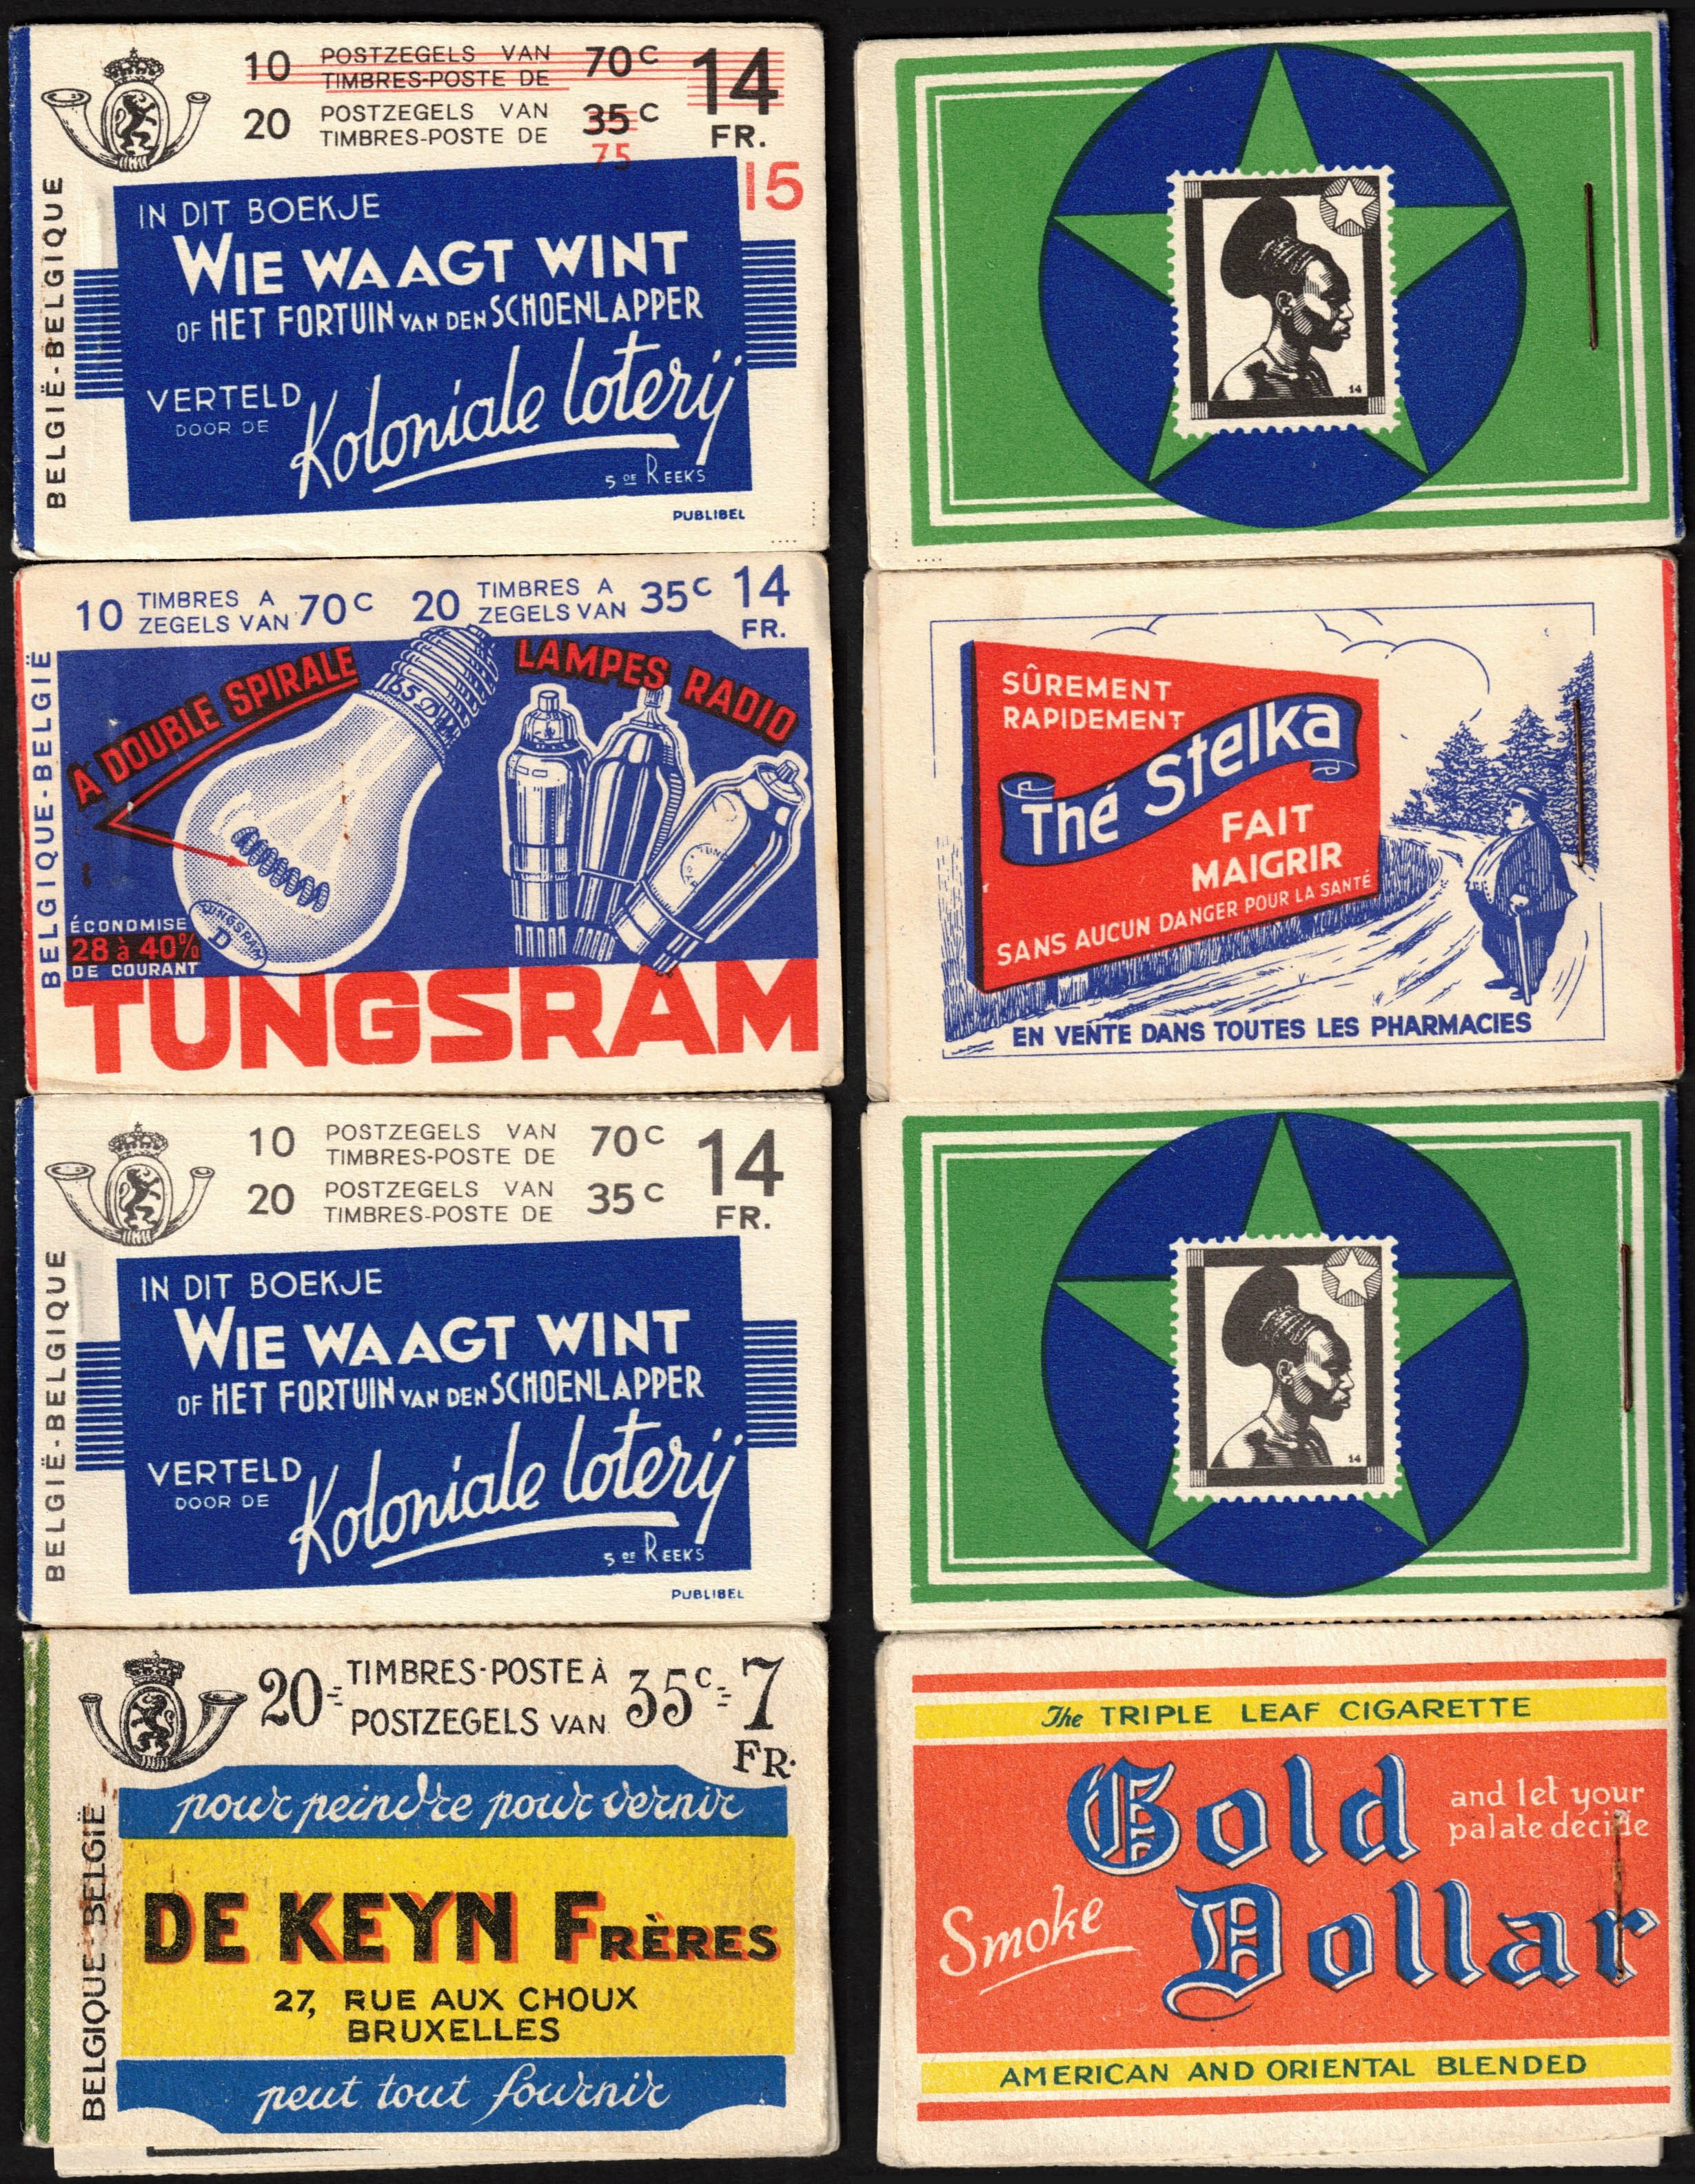 10 POSTZEGELS VAN 70C 14
TIMBRES-POSTE DE
20 POSTZEGELS VAN 35C FR.
TIMBRES-POSTE DE
75
15
BELGIË-BELGIQUE
IN DIT BOEKJE
WIE WAAGT WINT
OF HET FORTUIN VAN DEN SCHOENLAPPER
VERTELD
DOOR DE
Koloniale loterij
5 DE REEKS
PUBLIBEL
14
10 TIMBRES A 70C 20 TIMBRES A 35C 14
ZEGELS VAN ZEGELS VAN FR.
BELGIQUE-BELGIË
A DOUBLE SPIRALE
LAMPES RADIO
TUNGSRAM
ÉCONOMISE
28 à 40%
DE COURANT
TUNGSRAM
SÛREMENT
RAPIDEMENT
Thé Stelka
FAIT
MAIGRIR
SANS AUCUN DANGER POUR LA SANTÉ
EN VENTE DANS TOUTES LES PHARMACIES
10 POSTZEGELS VAN 70C 14
TIMBRES-POSTE DE
20 POSTZEGELS VAN 35C FR.
TIMBRES-POSTE DE
BELGIË-BELGIQUE
IN DIT BOEKJE
WIE WAAGT WINT
OF HET FORTUIN VAN DEN SCHOENLAPPER
VERTELD
DOOR DE
Koloniale loterij
5 DE REEKS
PUBLIBEL
14
20= TIMBRES-POSTE À 35C= 7
POSTZEGELS VAN FR.
BELGIQUE-BELGIË
pour peindre pour vernir
DE KEYN FRÈRES
27, RUE AUX CHOUX
BRUXELLES
peut tout fournir
The TRIPLE LEAF CIGARETTE
Gold and let your
palate decide
Smoke Dollar
AMERICAN AND ORIENTAL BLENDED